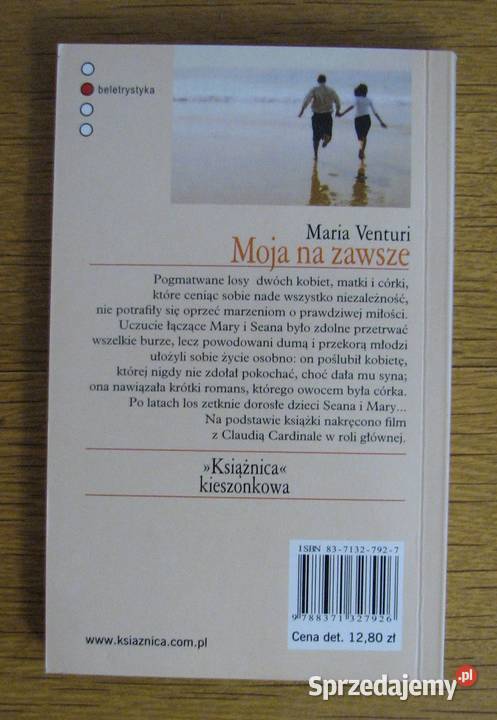 beletrystyka
Maria Venturi
Moja na zawsze
Pogmatwane losy dwóch kobiet, matki i córki,
które ceniąc sobie nade wszystko niezależność,
nie potrafiły się oprzeć marzeniom o prawdziwej miłości.
Uczucie łączące Mary i Seana było zdolne przetrwać
wszelkie burze, lecz powodowani dumą i przekorą młodzi
ułożyli sobie życie osobno: on poślubił kobietę,
której nigdy nie zdołał pokochać, choć dała mu syna;
ona nawiązała krótki romans, którego owocem była córka.
Po latach los zetknie dorosłe dzieci Seana i Mary...
Na podstawie książki nakręcono film
z Claudią Cardinale w roli głównej.
»Książnica«
kieszonkowa
ISBN 83-7132-792-7
9 788371 327926
Cena det. 12,80 zł
www.ksiaznica.com.pl
Sprzedajemy.pl